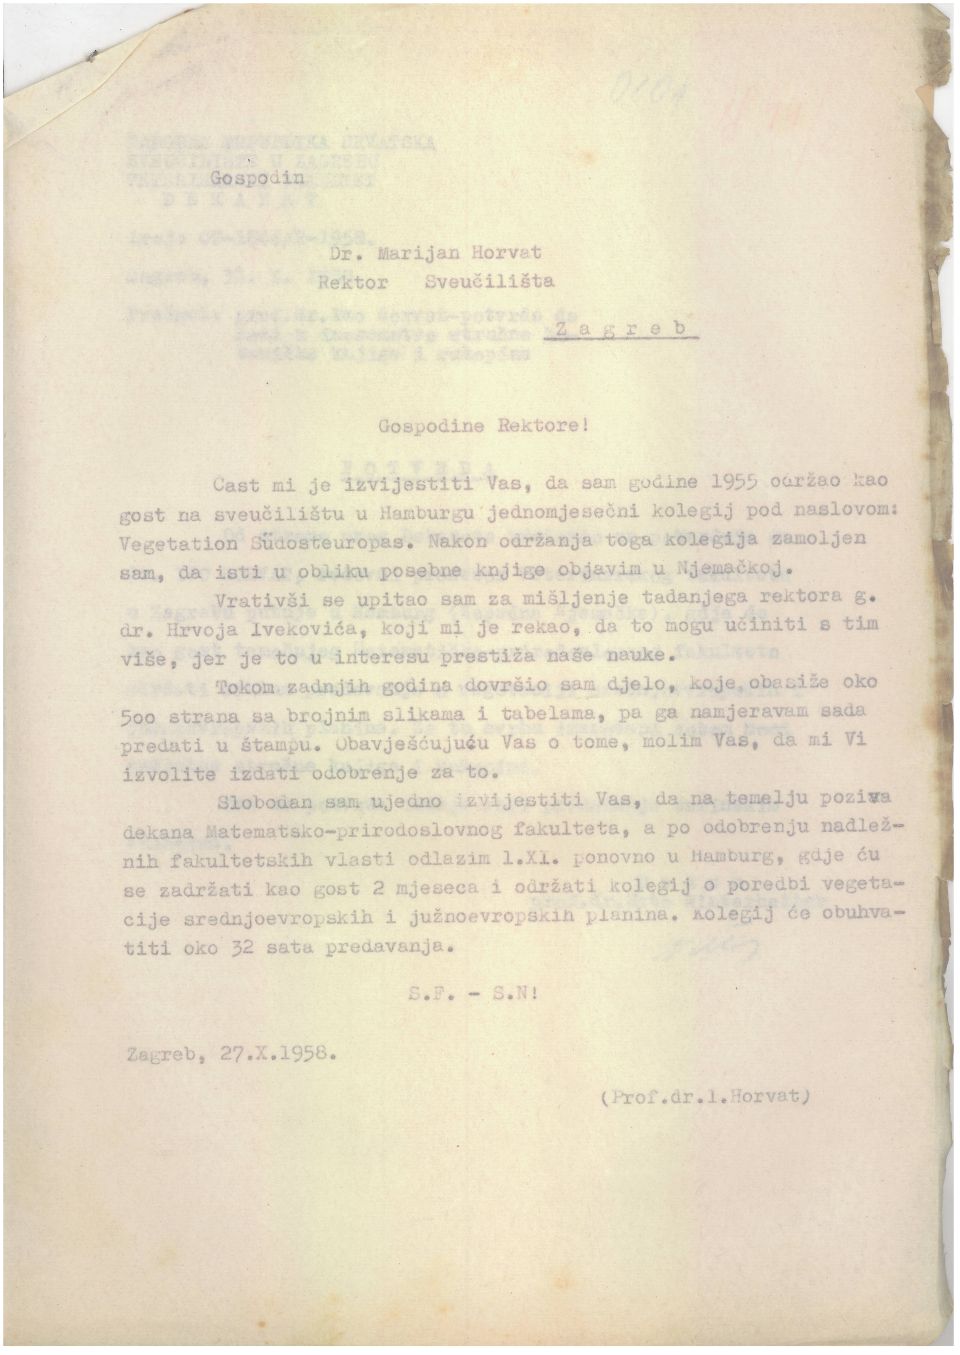 Gospodin
Dr. Marijan Horvat
Rektor Sveučilišta
Z a g r e b
Gospodine Rektore!
Cast mi je izvijestiti Vas, da sam godine 1955 održao kao
gost na sveučilištu u Hamburgu jednomjesečni kolegij pod naslovom:
Vegetation Südosteuropas. Nakon održanja toga kolegija zamoljen
sam, da isti u obliku posebne knjige objavim u Njemačkoj.
Vrativši se upitao sam za mišljenje tadanjega rektora g.
dr. Hrvoja Ivekovića, koji mi je rekao, da to mogu učiniti s tim
više, jer je to u interesu prestiža naše nauke.
Tokom zadnjih godina dovršio sam djelo, koje obasiže oko
5oo strana sa brojnim slikama i tabelama, pa ga namjeravam sada
predati u štampu. Obavješćujuću Vas o tome, molim Vas, da mi Vi
izvolite izdati odobrenje za to.
Slobodan sam ujedno izvijestiti Vas, da na temelju poziva
dekana Matematsko-prirodoslovnog fakulteta, a po odobrenju nadlež-
nih fakultetskih vlasti odlazim l.XI. ponovno u Hamburg, gdje ću
se zadržati kao gost 2 mjeseca i održati kolegij o poredbi vegeta-
cije srednjoevropskih i južnoevropskih planina. Kolegij će obuhva-
titi oko 32 sata predavanja.
S.F. - S.N!
Zagreb, 27.X.1958.
(Prof.dr.I.Horvat)